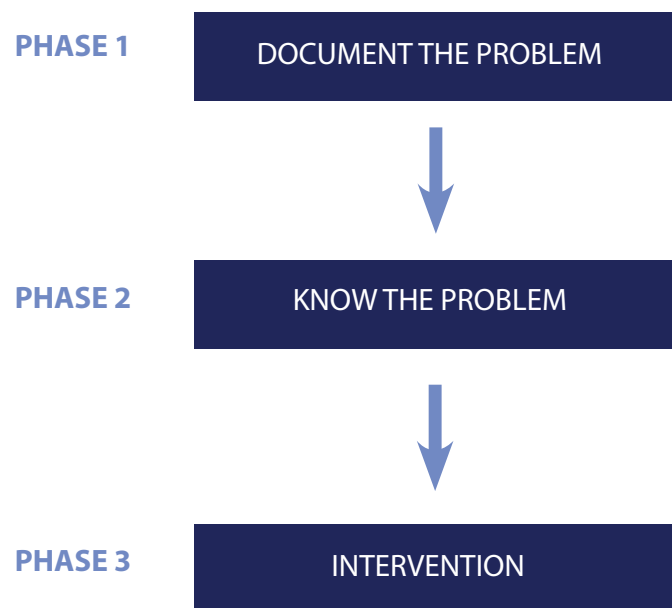 PHASE 1
DOCUMENT THE PROBLEM
PHASE 2
KNOW THE PROBLEM
PHASE 3
INTERVENTION